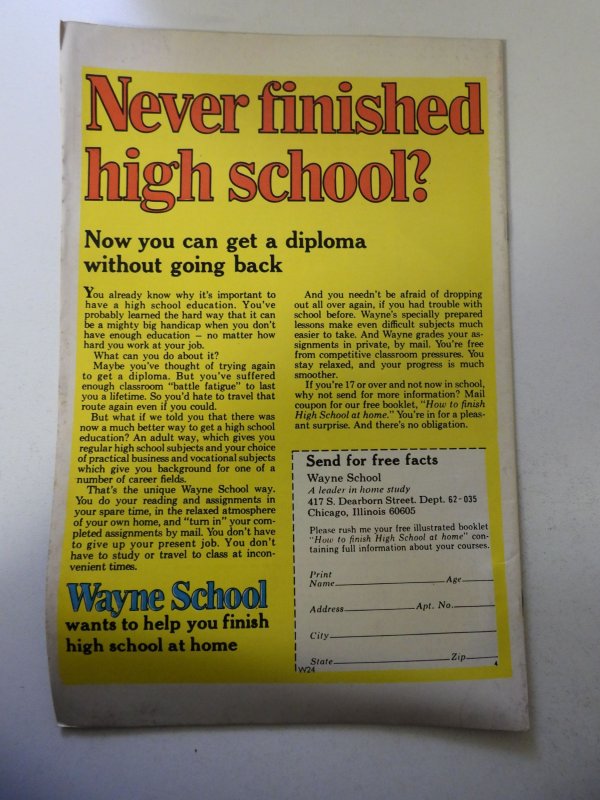 Never finished
high school?
Now you can get a diploma
without going back
You already know why it's important to
have a high school education. You've
probably learned the hard way that it can
be a mighty big handicap when you don't
have enough education – no matter how
hard you work at your job.
What can you do about it?
Maybe you've thought of trying again
to get a diploma. But you've suffered
enough classroom "battle fatigue" to last
you a lifetime. So you'd hate to travel that
route again even if you could.
But what if we told you that there was
now a much better way to get a high school
education? An adult way, which gives you
regular high school subjects and your choice
of practical business and vocational subjects
which give you background for one of a
number of career fields.
That's the unique Wayne School way.
You do your reading and assignments in
your spare time, in the relaxed atmosphere
of your own home, and "turn in" your com-
pleted assignments by mail. You don't have
to give up your present job. You don't
have to study or travel to class at incon-
venient times.
Wayne School
wants to help you finish
high school at home
And you needn't be afraid of dropping
out all over again, if you had trouble with
school before. Wayne's specially prepared
lessons make even difficult subjects much
easier to take. And Wayne grades your as-
signments in private, by mail. You're free
from competitive classroom pressures. You
stay relaxed, and your progress is much
smoother.
If you're 17 or over and not now in school,
why not send for more information? Mail
coupon for our free booklet, "How to finish
High School at home." You're in for a pleas-
ant surprise. And there's no obligation.
Send for free facts
Wayne School
A leader in home study
417 S. Dearborn Street. Dept. 62-035
Chicago, Illinois 60605
Please rush me your free illustrated booklet
"How to finish High School at home" con-
taining full information about your courses.
Print
Name Age
Address Apt. No.
City
State Zip
W24